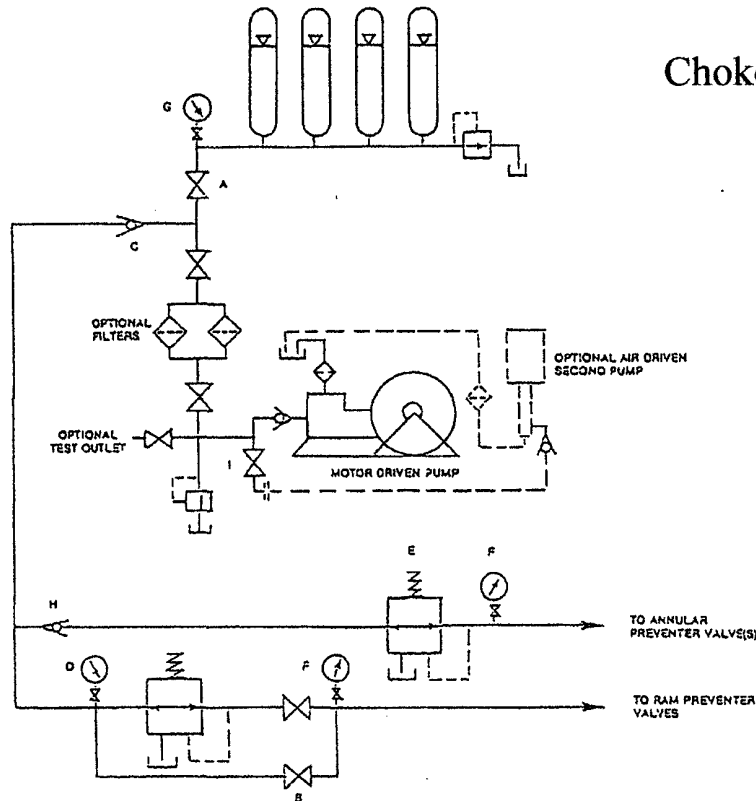 Choke
G
A
C
OPTIONAL
FILTERS
OPTIONAL AIR DRIVEN
SECOND PUMP
OPTIONAL
TEST OUTLET
I
MOTOR DRIVEN PUMP
E
F
H
TO ANNULAR
PREVENTER VALVE(S)
D
F
TO RAM PREVENTER
VALVES
B